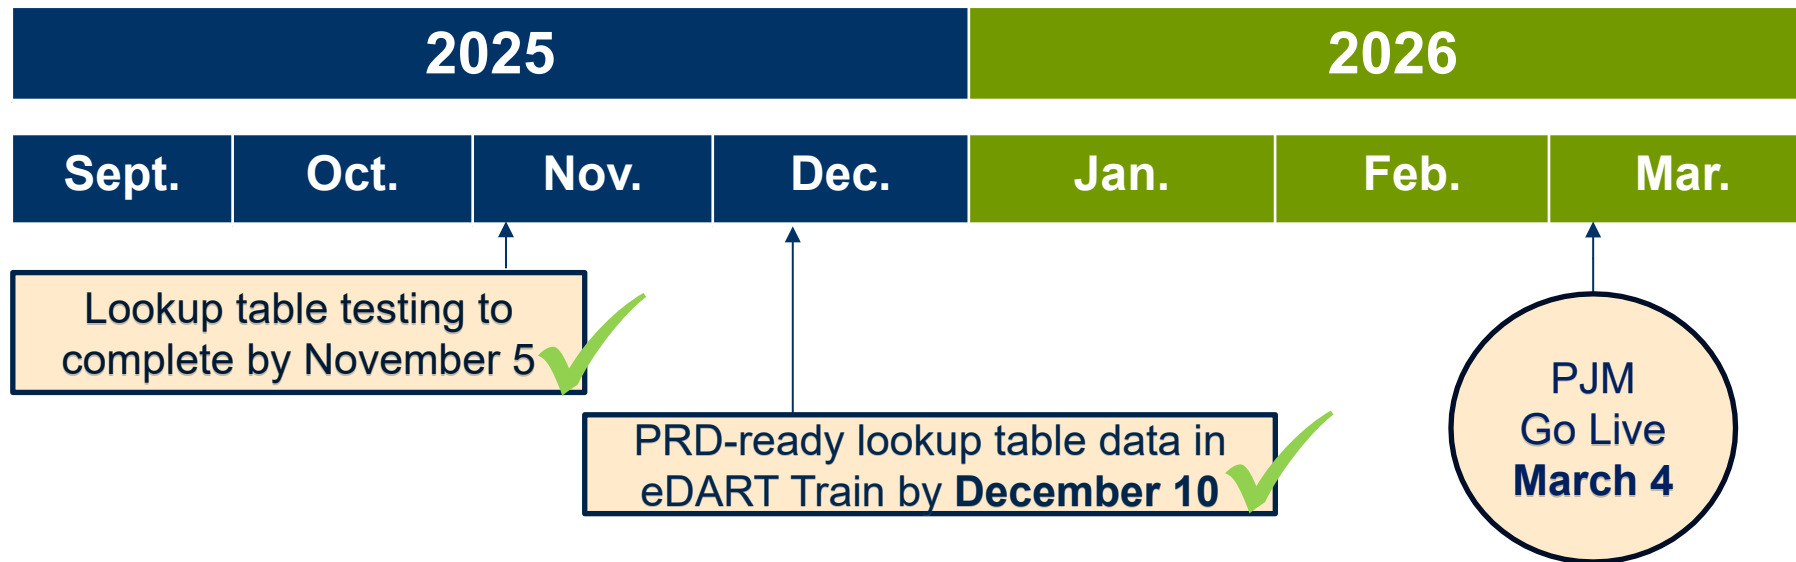 2025
2026
Sept.
Oct.
Nov.
Dec.
Jan.
Feb.
Mar.
Lookup table testing to
complete by November 5
PRD-ready lookup table data in
eDART Train by December 10
PJM
Go Live
March 4